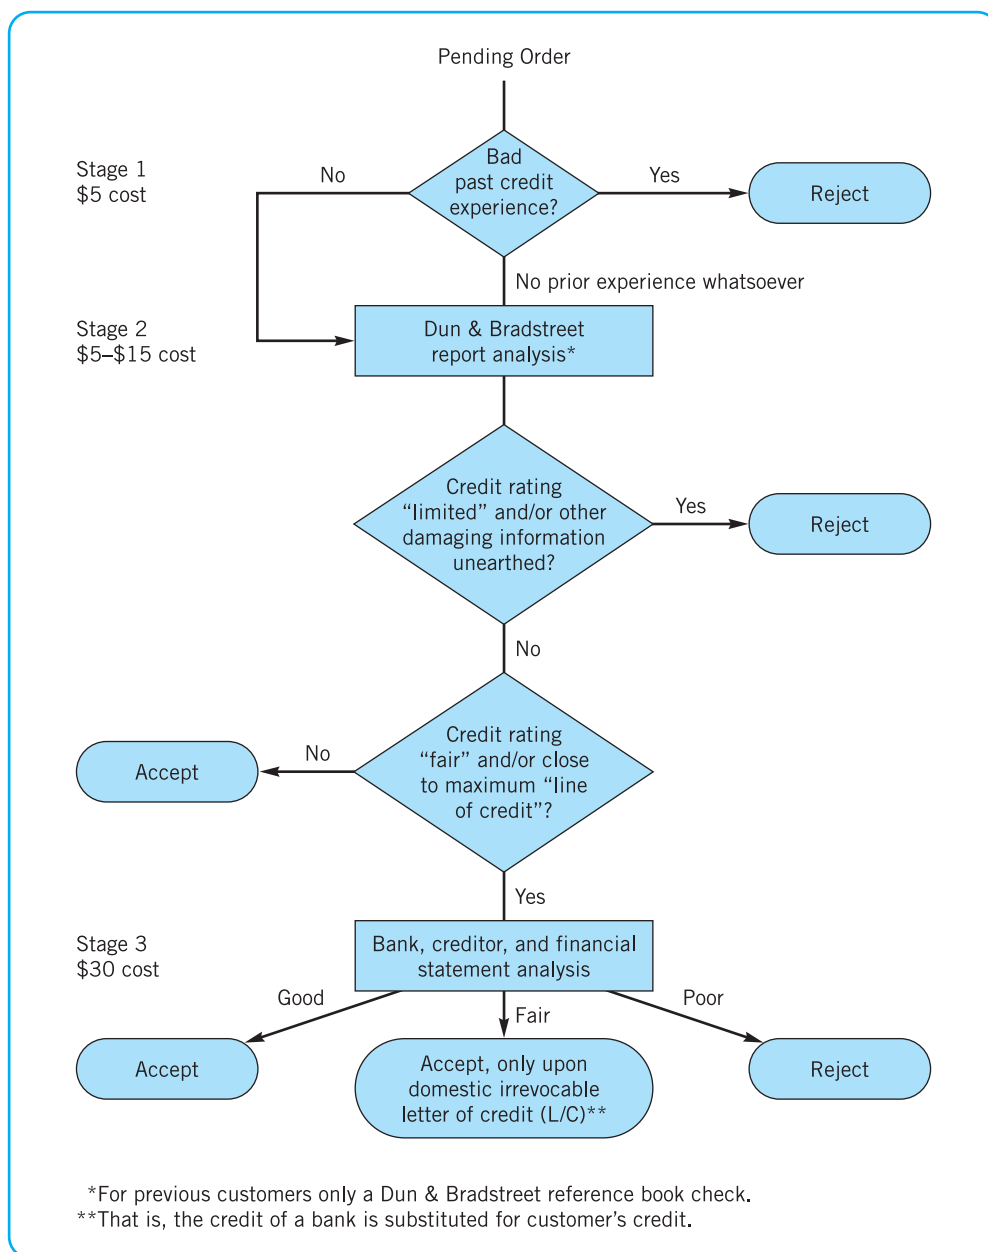 Pending Order
Stage 1
$5 cost
No
Bad
past credit
experience?
Yes
Reject
No prior experience whatsoever
Stage 2
$5–$15 cost
Dun & Bradstreet
report analysis*
Credit rating
“limited” and/or other
damaging information
unearthed?
Yes
Reject
No
Credit rating
“fair” and/or close
to maximum “line
of credit”?
No
Accept
Yes
Stage 3
$30 cost
Bank, creditor, and financial
statement analysis
Good
Fair
Poor
Accept
Accept, only upon
domestic irrevocable
letter of credit (L/C)**
Reject
*For previous customers only a Dun & Bradstreet reference book check.
**That is, the credit of a bank is substituted for customer’s credit.